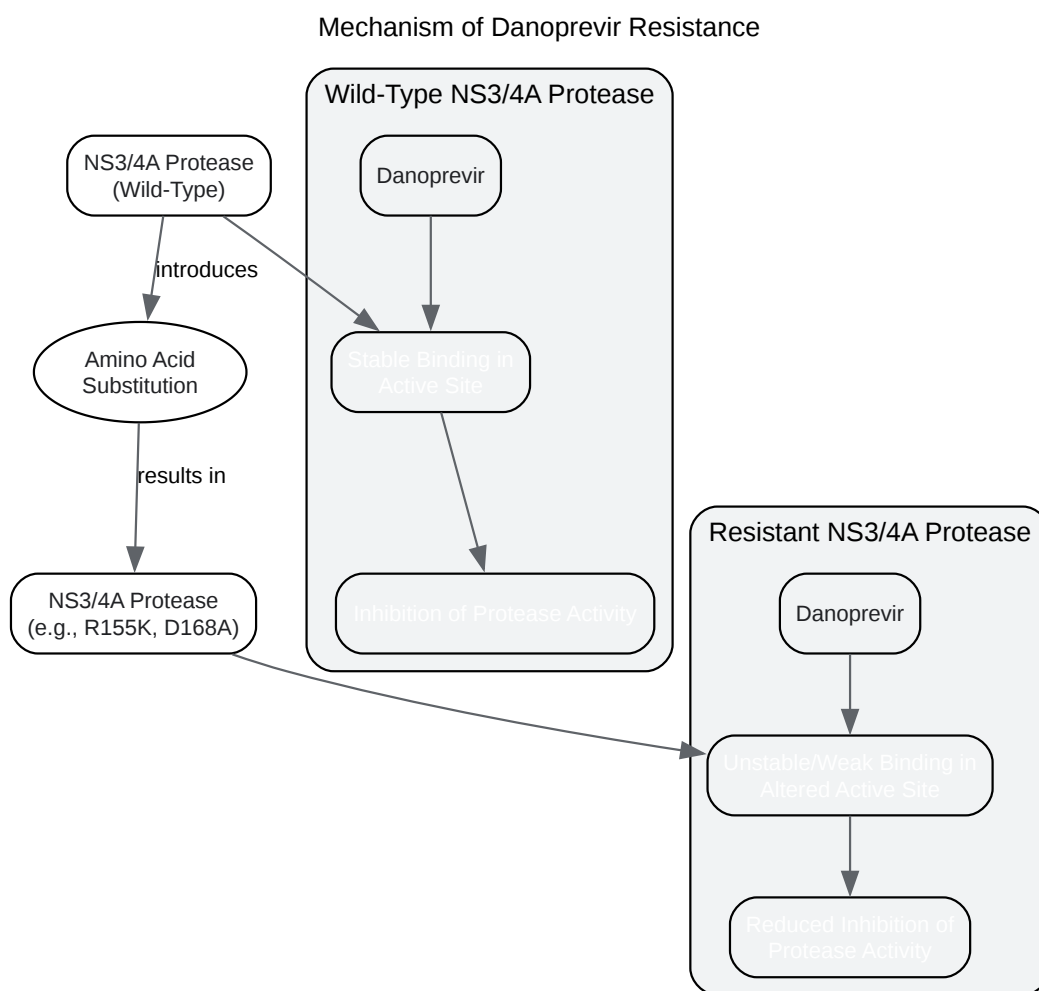 Mechanism of Danoprevir Resistance
Wild-Type NS3/4A Protease
NS3/4A Protease
(Wild-Type)
Danoprevir
introduces
Amino Acid
Substitution
Stable Binding in
Active Site
results in
NS3/4A Protease
(e.g., R155K, D168A)
Inhibition of Protease Activity
Resistant NS3/4A Protease
Danoprevir
Unstable/Weak Binding in
Altered Active Site
Reduced Inhibition of
Protease Activity